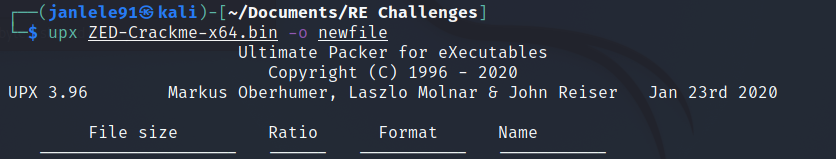 (janlele91㉿kali)-[~/Documents/RE Challenges]
$ upx ZED-Crackme-x64.bin -o newfile
Ultimate Packer for eXecutables
Copyright (C) 1996 - 2020
UPX 3.96 Markus Oberhumer, Laszlo Molnar & John Reiser Jan 23rd 2020
File size Ratio Format Name